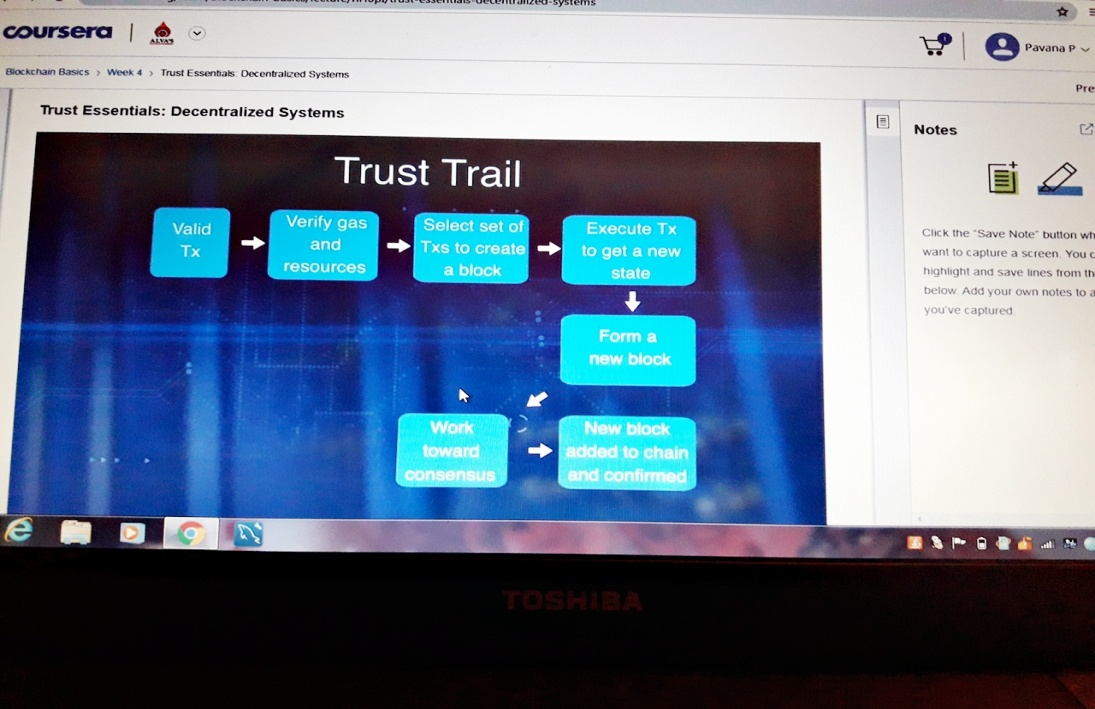 coursera
ALVA'S
1
Pavana P
Blockchain Basics > Week 4 > Trust Essentials: Decentralized Systems
Trust Essentials: Decentralized Systems
Notes
Trust Trail
Valid
Tx
Verify gas
and
resources
Select set of
Txs to create
a block
Execute Tx
to get a new
state
Form a
new block
Work
toward
consensus
New block
added to chain
and confirmed
Click the "Save Note" button wh
want to capture a screen. You c
highlight and save lines from th
below. Add your own notes to a
you've captured.
TOSHIBA